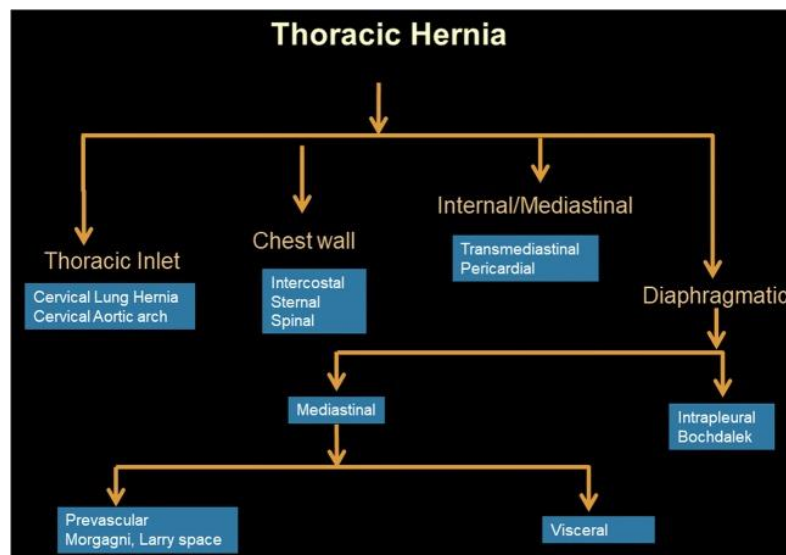 Thoracic Hernia
Thoracic Inlet
Cervical Lung Hernia
Cervical Aortic arch
Chest wall
Intercostal
Sternal
Spinal
Internal/Mediastinal
Transmediastinal
Pericardial
Diaphragmatic
Mediastinal
Intrapleural
Bochdalek
Prevascular
Morgagni, Larry space
Visceral